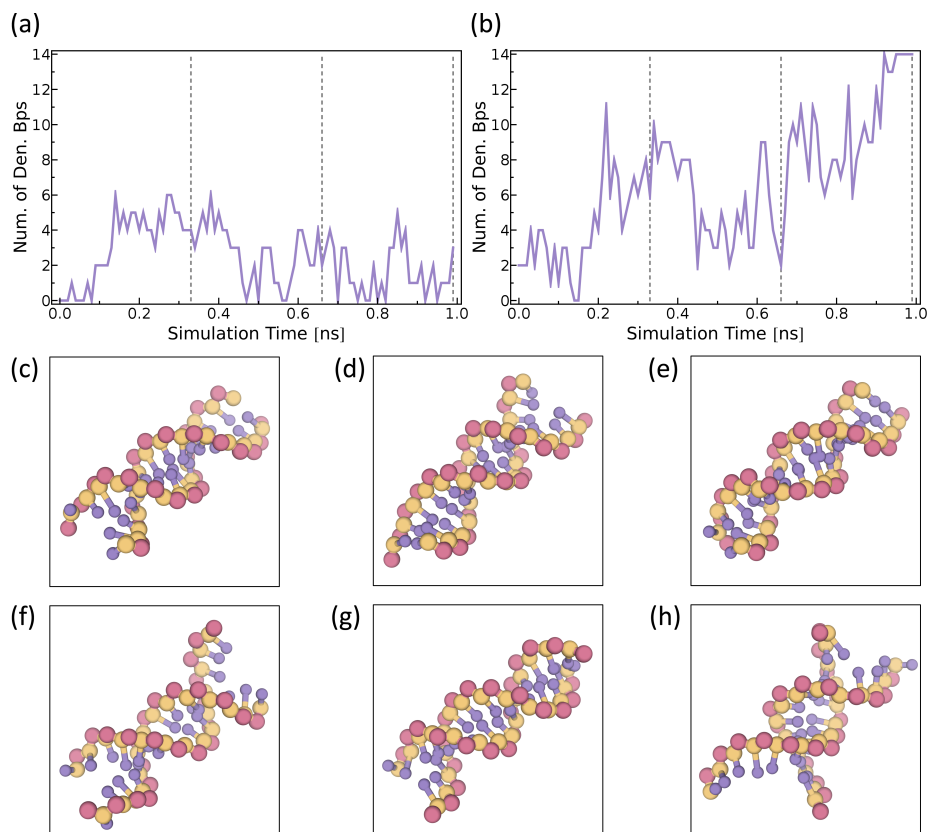 (a)
(b)
Num. of Den. Bps
14
12
10
8
6
4
2
0
0.0 0.2 0.4 0.6 0.8 1.0
Simulation Time [ns]
Num. of Den. Bps
14
12
10
8
6
4
2
0
0.0 0.2 0.4 0.6 0.8 1.0
Simulation Time [ns]
(c)
(d)
(e)
(f)
(g)
(h)